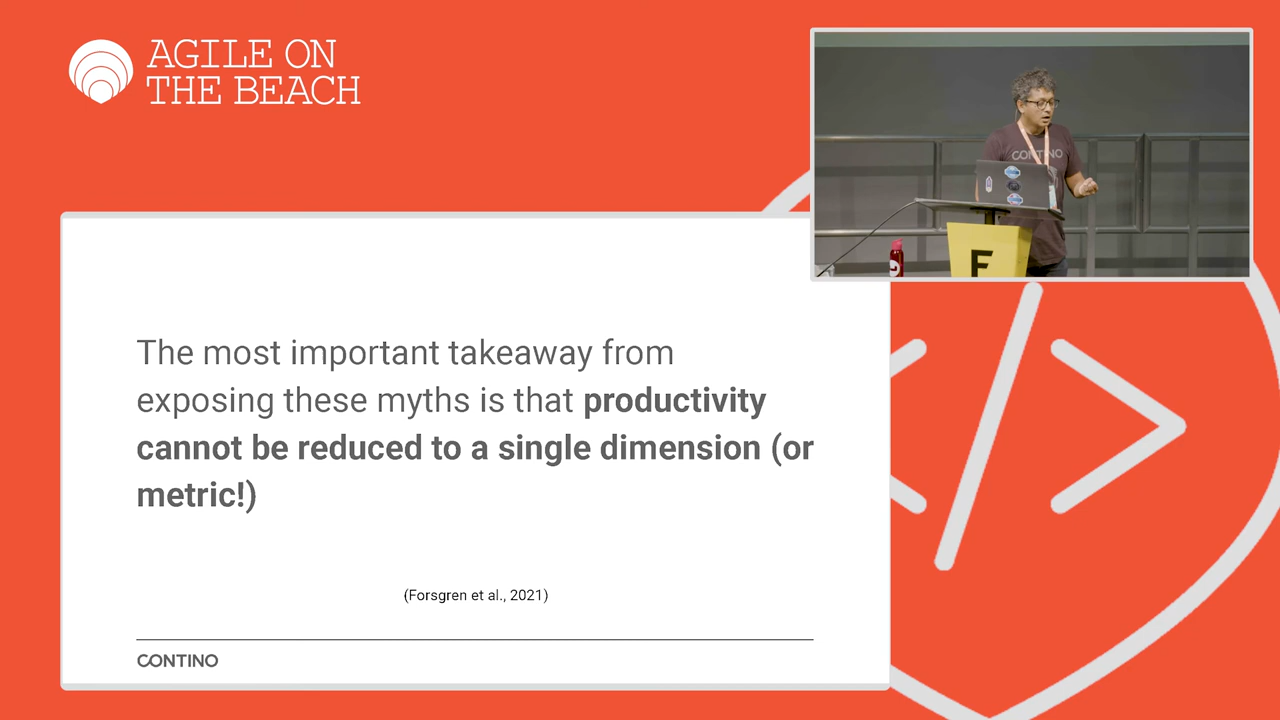 AGILE ON
THE BEACH
CONTINO
F
The most important takeaway from
exposing these myths is that productivity
cannot be reduced to a single dimension (or
metric!)
(Forsgren et al., 2021)
CONTINO